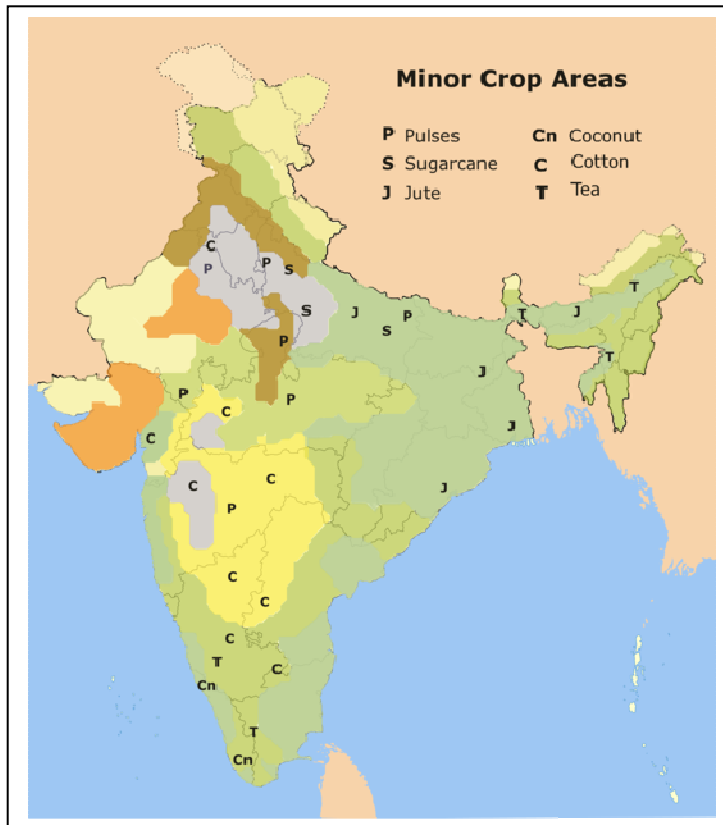 Minor Crop Areas
P Pulses Cn Coconut
S Sugarcane C Cotton
J Jute T Tea
C
P P S
S J P
S T J T
P
J T
P P
C
C J
C C J
P
C
C
C
T C
Cn
T
Cn